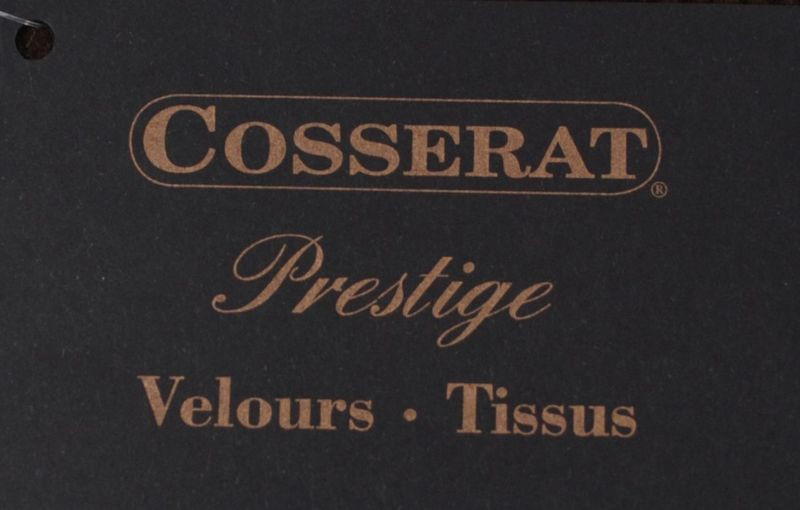 COSSERAT®
Prestige
Velours · Tissus